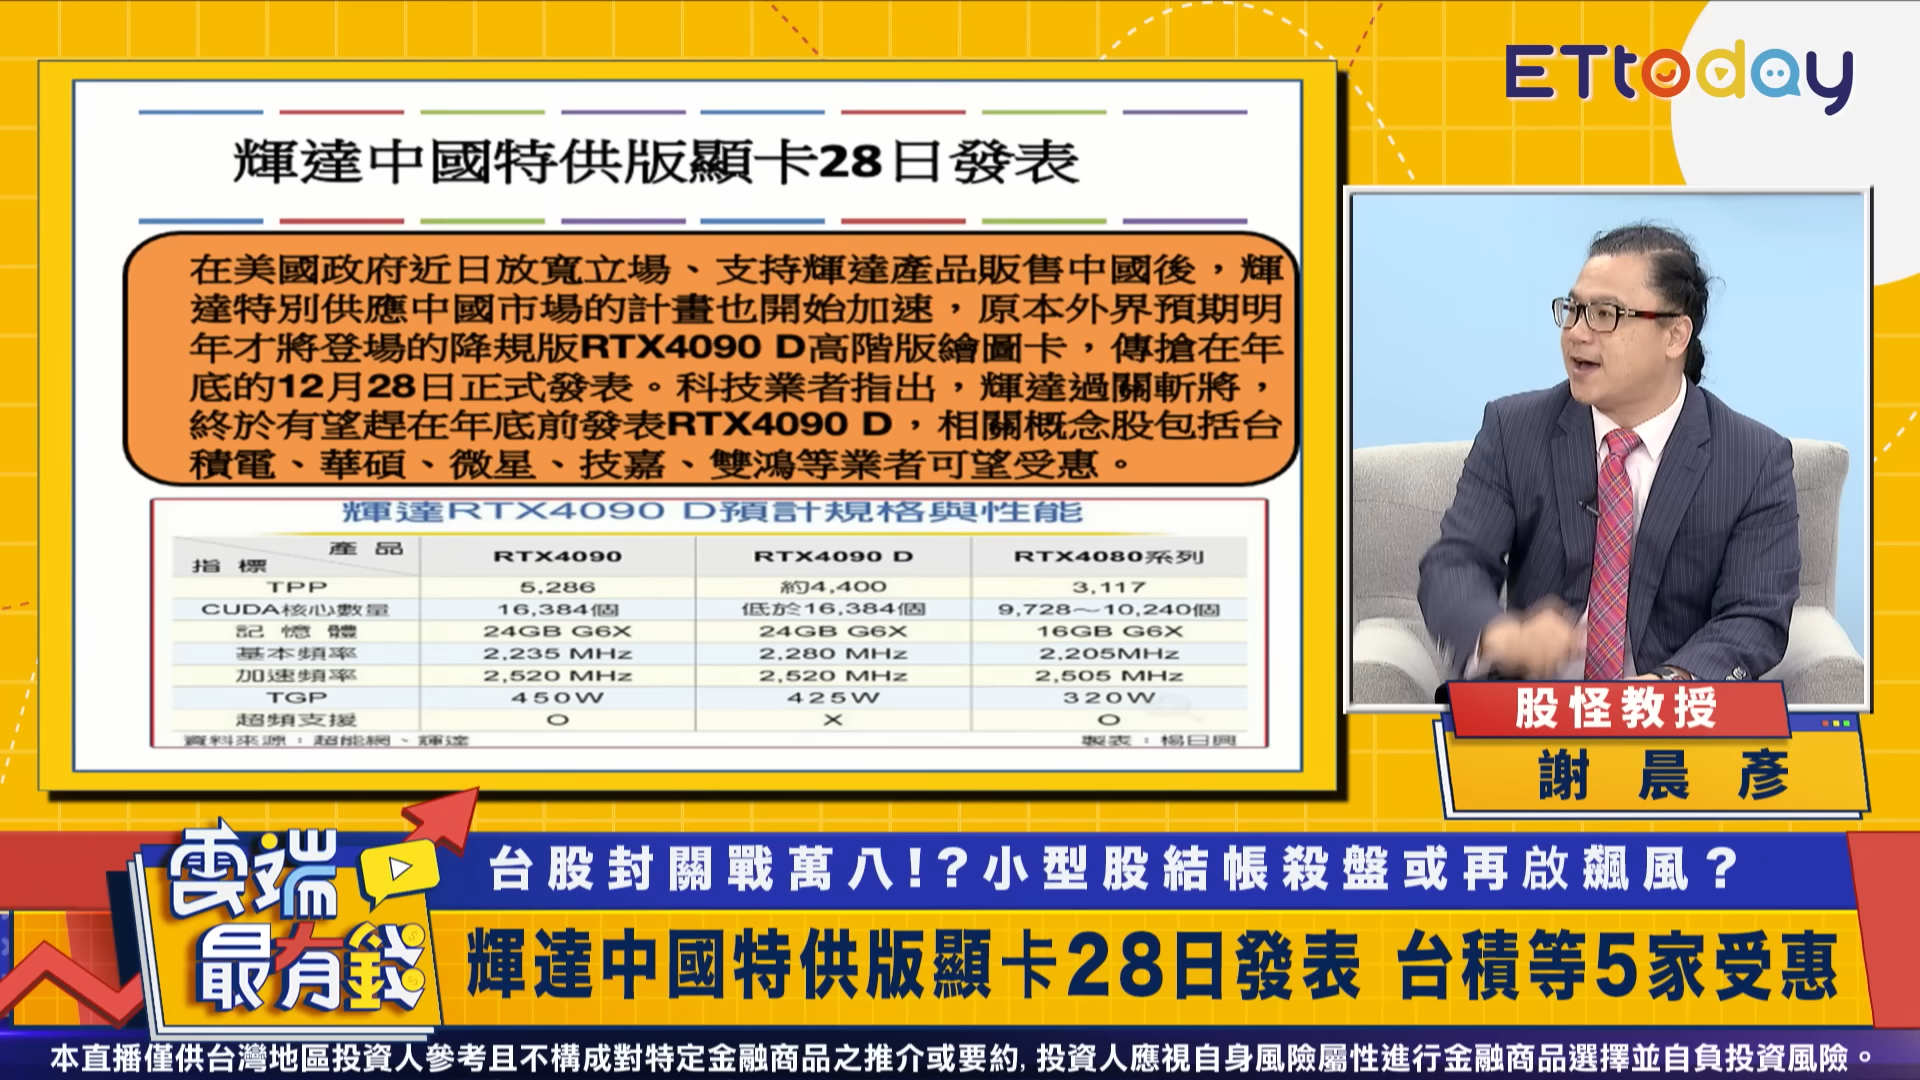 ETtoday
輝達中國特供版顯卡28日發表
在美國政府近日放寬立場、支持輝達產品販售中國後，輝
達特別供應中國市場的計畫也開始加速，原本外界預期明
年才將登場的降規版RTX4090 D高階版繪圖卡，傳搶在年
底的12月28日正式發表。科技業者指出，輝達過關斬將，
終於有望趕在年底前發表RTX4090 D，相關概念股包括台
積電、華碩、微星、技嘉、雙鴻等業者可望受惠。
輝達RTX4090 D預計規格與性能
產品 指標 RTX4090 RTX4090 D RTX4080系列
TPP 5,286 約4,400 3,117
CUDA核心數量 16,384個 低於16,384個 9,728～10,240個
記憶體 24GB G6X 24GB G6X 16GB G6X
基本頻率 2,235 MHz 2,280 MHz 2,205MHz
加速頻率 2,520 MHz 2,520 MHz 2,505 MHz
TGP 450W 425W 320W
超頻支援 O X O
資料來源：超能網、輝達 製表：楊日興
股怪教授
謝晨彥
雲端最有錢
台股封關戰萬八!?小型股結帳殺盤或再啟飆風?
輝達中國特供版顯卡28日發表 台積等5家受惠
本直播僅供台灣地區投資人參考且不構成對特定金融商品之推介或要約, 投資人應視自身風險屬性進行金融商品選擇並自負投資風險。